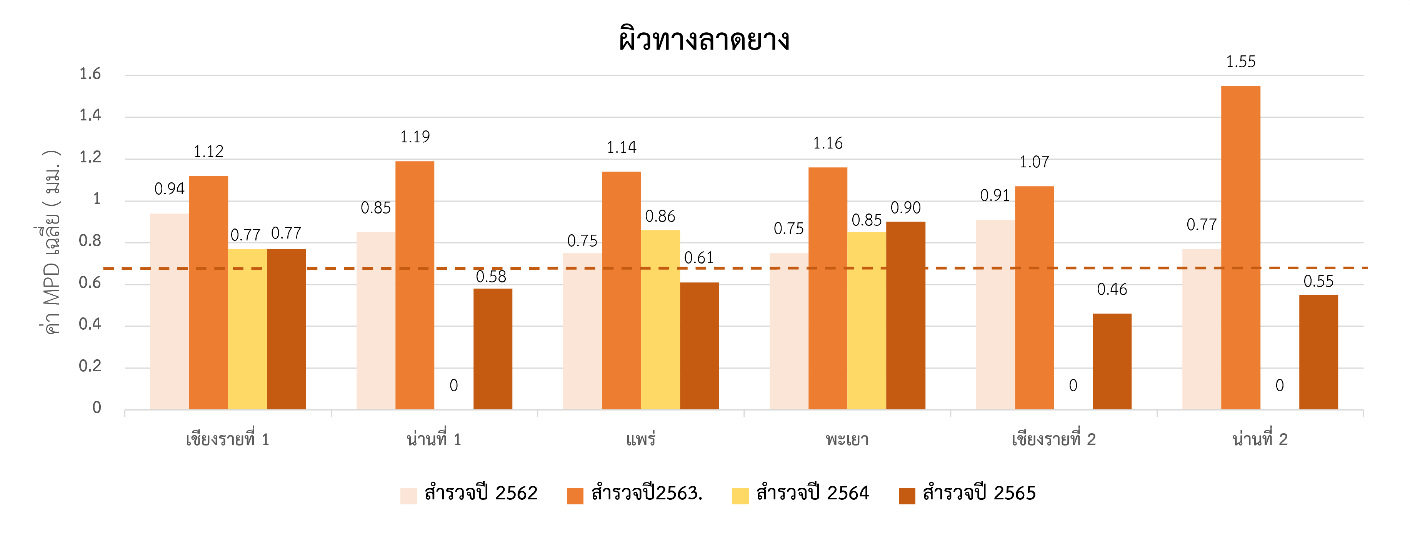 ผิวทางลาดยาง
ค่า MPD เฉลี่ย ( มม. )
1.6
1.4
1.2
1
0.8
0.6
0.4
0.2
0
0.94 1.12 0.77 0.77
0.85 1.19 0 0.58
0.75 1.14 0.86 0.61
0.75 1.16 0.85 0.90
0.91 1.07 0 0.46
0.77 1.55 0 0.55
เชียงรายที่ 1 น่านที่ 1 แพร่ พะเยา เชียงรายที่ 2 น่านที่ 2
สำรวจปี 2562 สำรวจปี2563. สำรวจปี 2564 สำรวจปี 2565